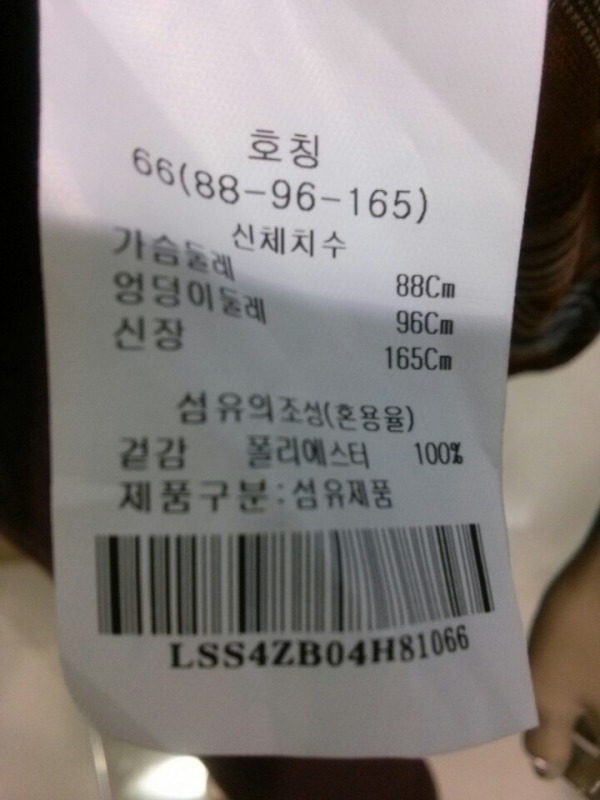 호칭
66(88-96-165)
신체치수
가슴둘레 88Cm
엉덩이둘레 96Cm
신장 165Cm
섬유의조성(혼용율)
겉감 폴리에스터 100%
제품구분:섬유제품
LSS4ZB04H81066